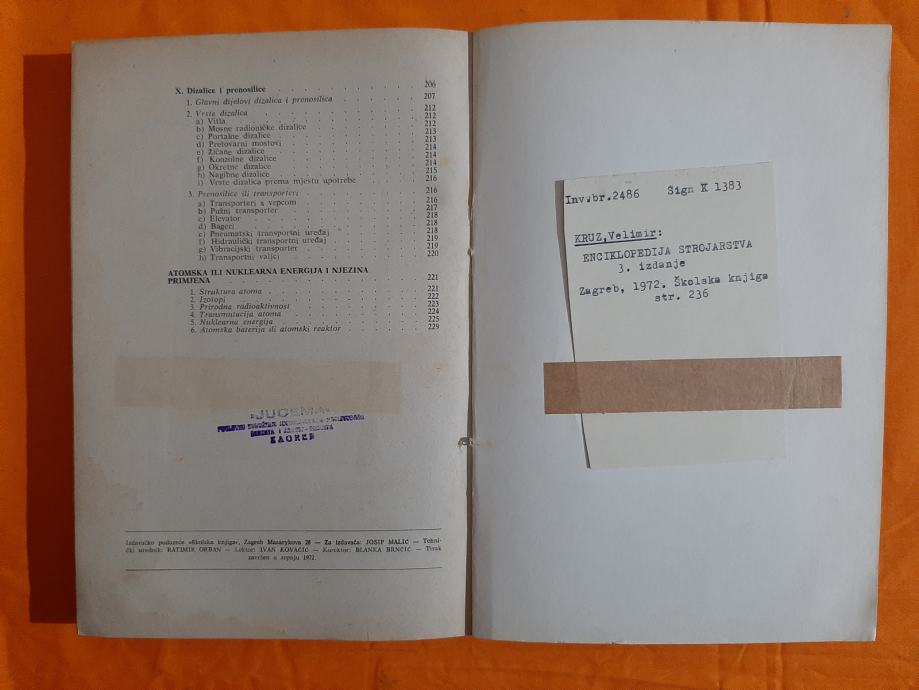 X. Dizalice i prenosilice . . . . . . . . . . 206
1. Glavni dijelovi dizalica i prenosilica . . . . . . 207
2. Vrste dizalica . . . . . . . . . . 212
a) Vitla . . . . . . . . . . 212
b) Mosne radioničke dizalice . . . . . . . . 212
c) Portalne dizalice . . . . . . . . . . 213
d) Pretovarni mostovi . . . . . . . . . . 213
e) Žičane dizalice . . . . . . . . . . 214
f) Konzolne dizalice . . . . . . . . . . 214
g) Okretne dizalice . . . . . . . . . . 214
h) Nagibne dizalice . . . . . . . . . . 215
i) Vrste dizalica prema mjestu upotrebe . . . . . . 216
3. Prenosilice ili transporteri . . . . . . . . 216
a) Transporteri s vrpcom . . . . . . . . 216
b) Pužni transporter . . . . . . . . . . 217
c) Elevator . . . . . . . . . . 218
d) Bageri . . . . . . . . . . 218
e) Pneumatski transportni uređaj . . . . . . . 218
f) Hidraulički transportni uređaj . . . . . . . 219
g) Vibracijski transporter . . . . . . . . 219
h) Transportni valjci . . . . . . . . . . 220
ATOMSKA ILI NUKLEARNA ENERGIJA I NJEZINA
PRIMJENA . . . . . . . . . . 221
1. Struktura atoma . . . . . . . . . . 221
2. Izotopi . . . . . . . . . . 222
3. Prirodna radioaktivnost . . . . . . . . 223
4. Transmutacija atoma . . . . . . . . . . 224
5. Nuklearna energija . . . . . . . . . . 225
6. Atomska baterija ili atomski reaktor . . . . . . 229
»JUCEMA«
ZAGREB
Izdavačko poduzeće »Školska knjiga«, Zagreb Masarykova 28 — Za izdavača: JOSIP MALIĆ — Tehni-
čki urednik: RATIMIR ORBAN — Lektor: IVAN KOVAČIĆ — Korektor: BLANKA BRNČIĆ — Tisak
završen u srpnju 1972.
Inv.br.2486 Sign K 1383
KRUZ,Velimir:
ENCIKLOPEDIJA STROJARSTVA
3. izdanje
Zagreb, 1972. Školska knjiga
str. 236